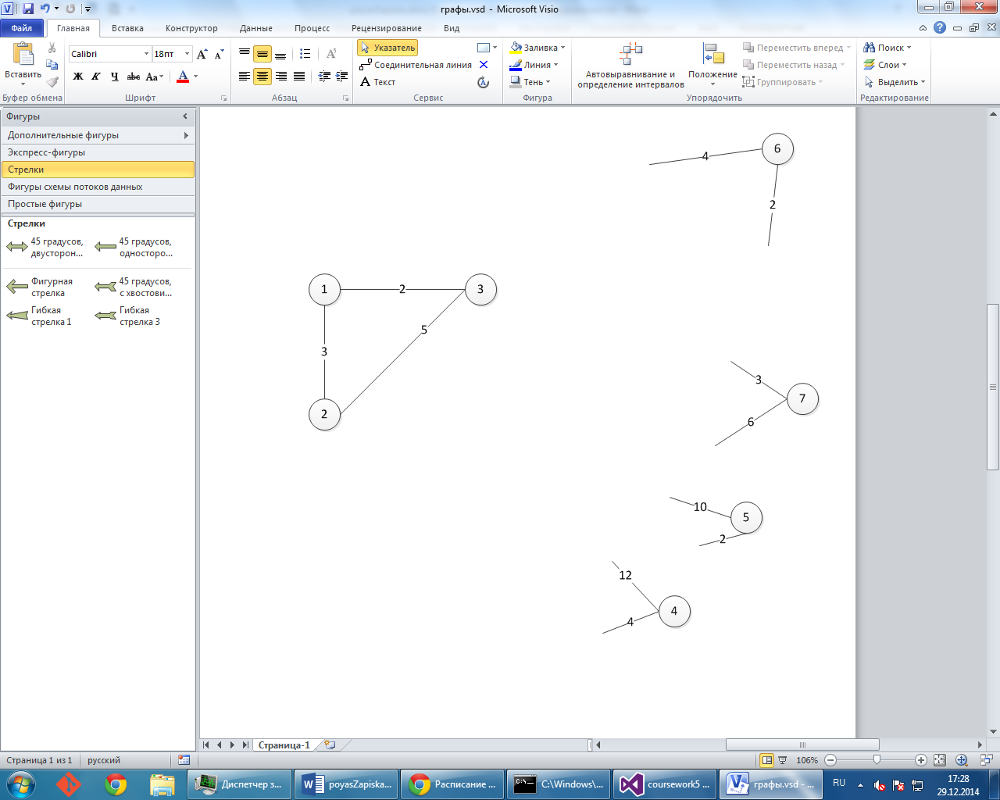 графы.vsd - Microsoft Visio
Файл Главная Вставка Конструктор Данные Процесс Рецензирование Вид
Вставить
Буфер обмена
Calibri 18пт
Ж К Ч abc Aa A
Шрифт
Абзац
Указатель
Соединительная линия
A Текст
Сервис
Заливка
Линия
Тень
Фигура
Автовыравнивание и
определение интервалов
Положение
Переместить вперед
Переместить назад
Группировать
Упорядочить
Поиск
Слои
Выделить
Редактирование
Фигуры
Дополнительные фигуры
Экспресс-фигуры
Стрелки
Фигуры схемы потоков данных
Простые фигуры
Стрелки
45 градусов,
двусторон...
45 градусов,
односторо...
Фигурная
стрелка
45 градусов,
с хвостови...
Гибкая
стрелка 1
Гибкая
стрелка 3
4
6
2
1
2
3
5
3
2
3
7
6
10
5
2
12
4
4
Страница-1
Страница 1 из 1 русский
106%
Диспетчер з...
poyasZapiska...
Расписание ...
C:\Windows\...
coursework5 ...
графы.vsd - ...
RU
17:28
29.12.2014